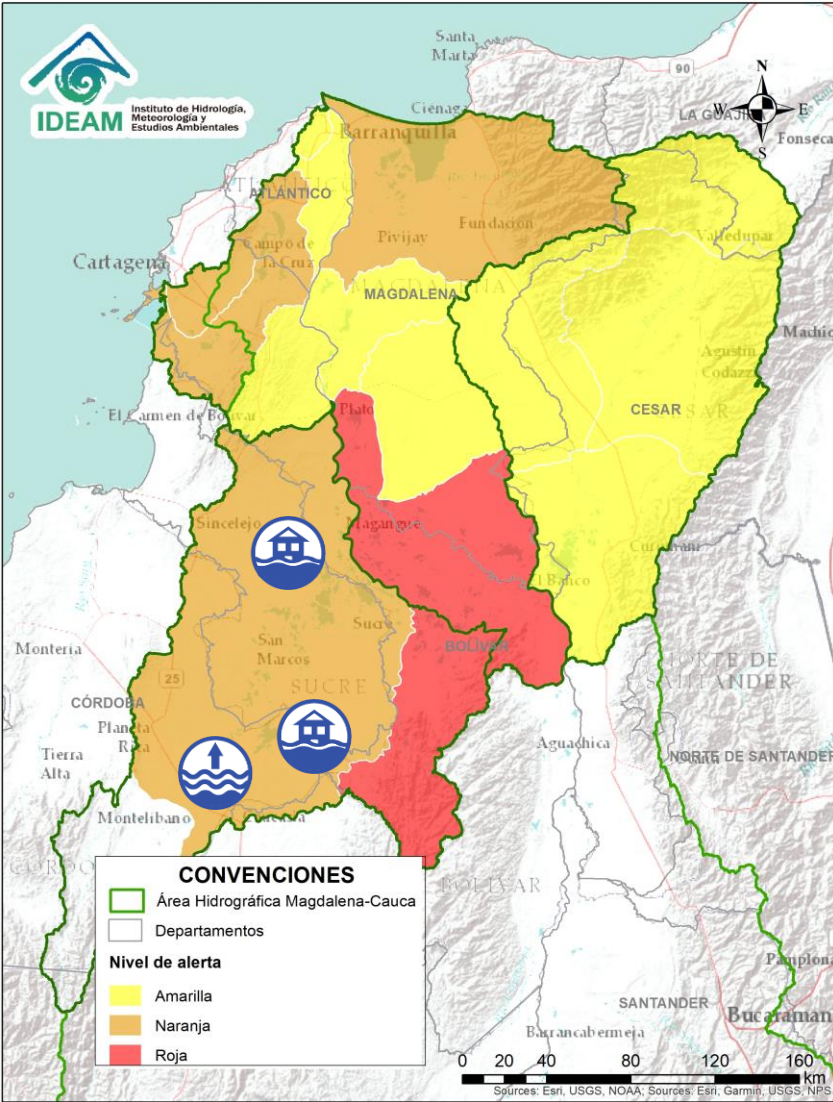 IDEAM
Instituto de Hidrología,
Meteorología y
Estudios Ambientales
Santa
Marta
90
N
W
E
S
Ciénaga
LA GUAJIRA
Fonseca
Barranquilla
ATLÁNTICO
Campo de
la Cruz
Pivijay
Fundación
Valledupar
Cartagena
MAGDALENA
Agustín
Codazzi
CESAR
El Carmen de Bolívar
Plato
Sincelejo
Magangué
El Banco
Sucre
Montería
San
Marcos
BOLÍVAR
SUCRE
25
CÓRDOBA
Planeta
Rica
Tierra
Alta
NORTE DE
SANTANDER
Aguachica
NORTE DE SANTANDER
Montelíbano
BOLÍVAR
CONVENCIONES
Área Hidrográfica Magdalena-Cauca
Departamentos
Nivel de alerta
Amarilla
Naranja
Roja
Pamplona
SANTANDER
Bucaraman
Barrancabermeja
0 20 40 80 120 160
km
Sources: Esri, USGS, NOAA; Sources: Esri, Garmin, USGS, NPS